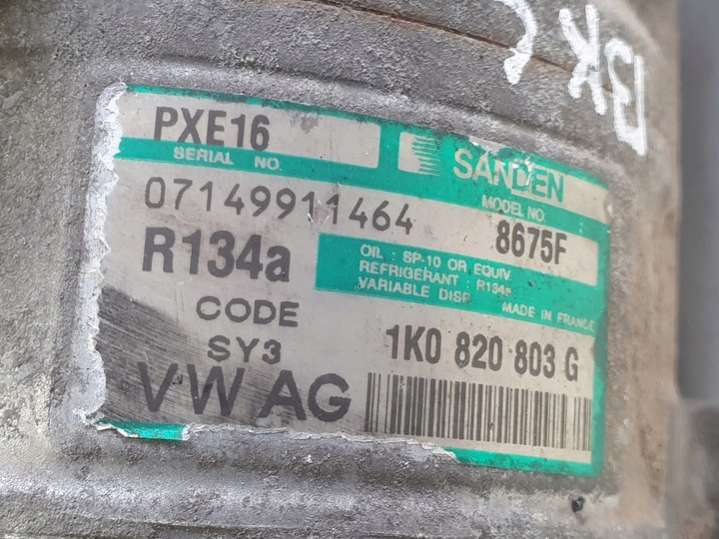 BKC
PXE16
SANDEN
SERIAL NO.
MODEL NO.
07149911464
8675F
R134a
OIL : SP-10 OR EQUIV.
REFRIGERANT : R134a
VARIABLE DISP.
MADE IN FRANCE
CODE
SY3
1K0 820 803 G
VW AG